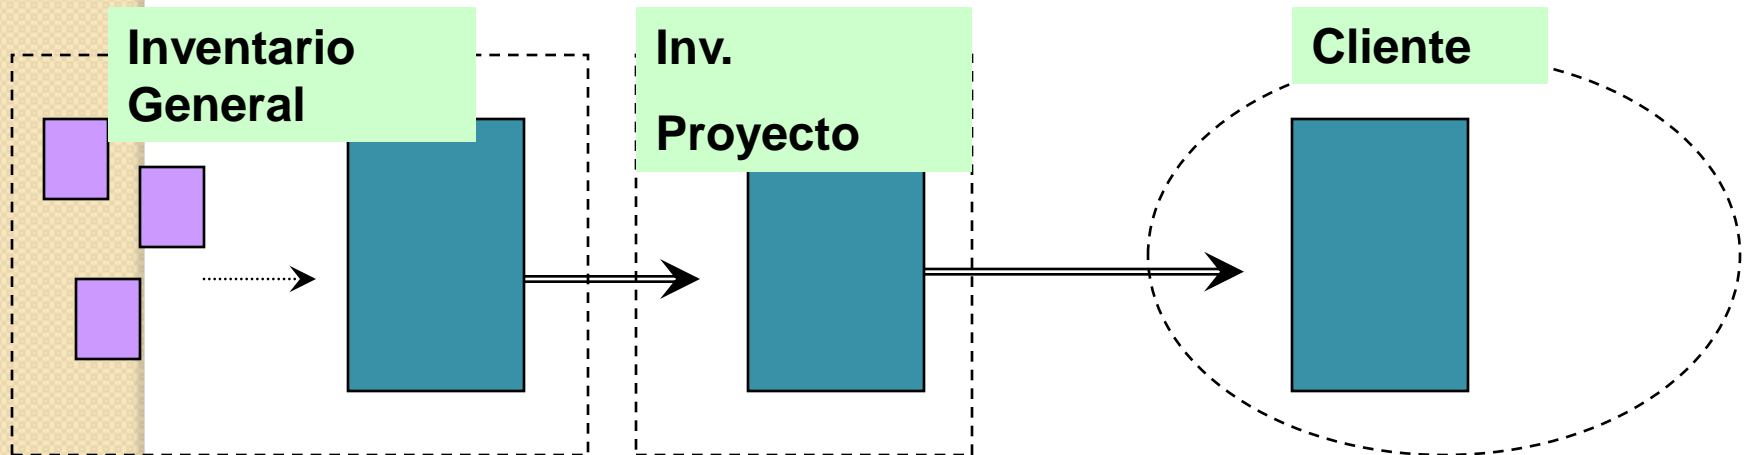 Inventario
General
Inv.
Proyecto
Cliente